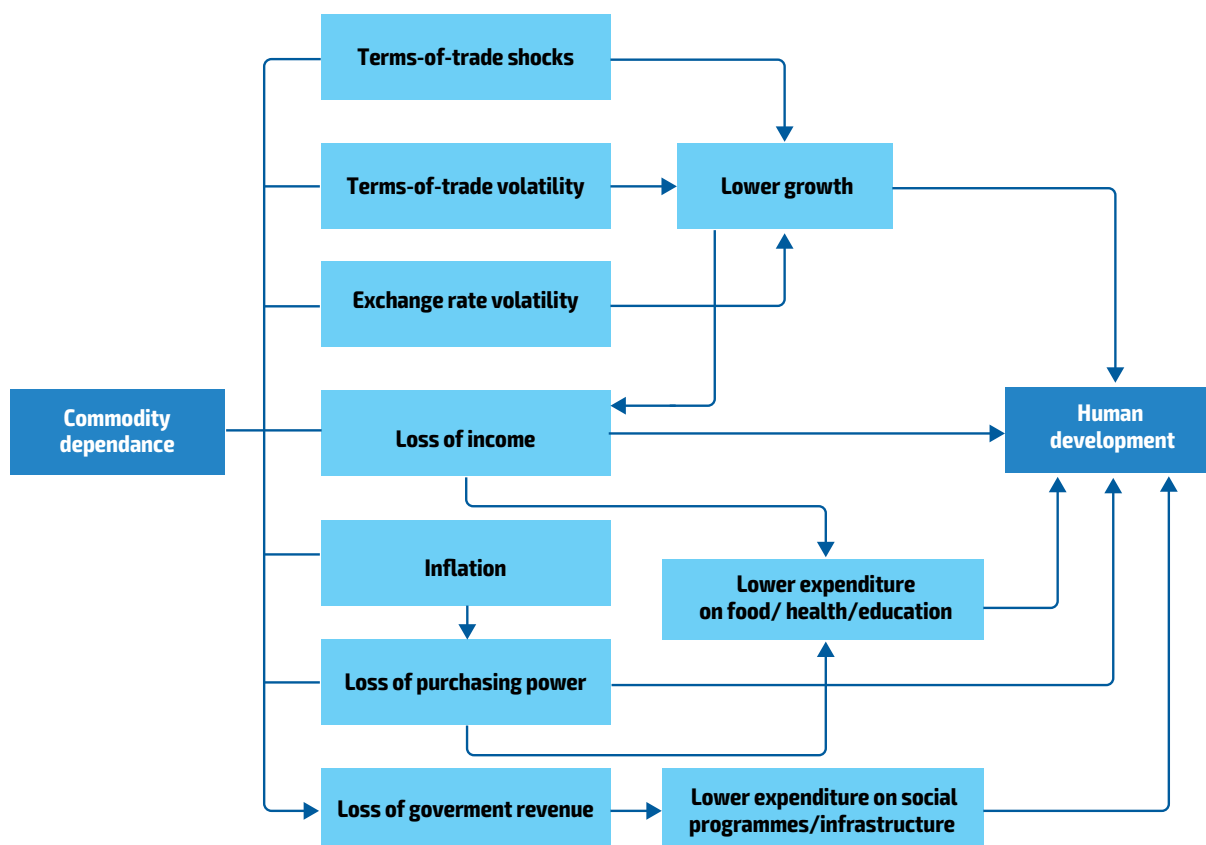 Terms-of-trade shocks
Terms-of-trade volatility
Lower growth
Exchange rate volatility
Commodity
dependance
Loss of income
Human
development
Inflation
Lower expenditure
on food/ health/education
Loss of purchasing power
Loss of goverment revenue
Lower expenditure on social
programmes/infrastructure